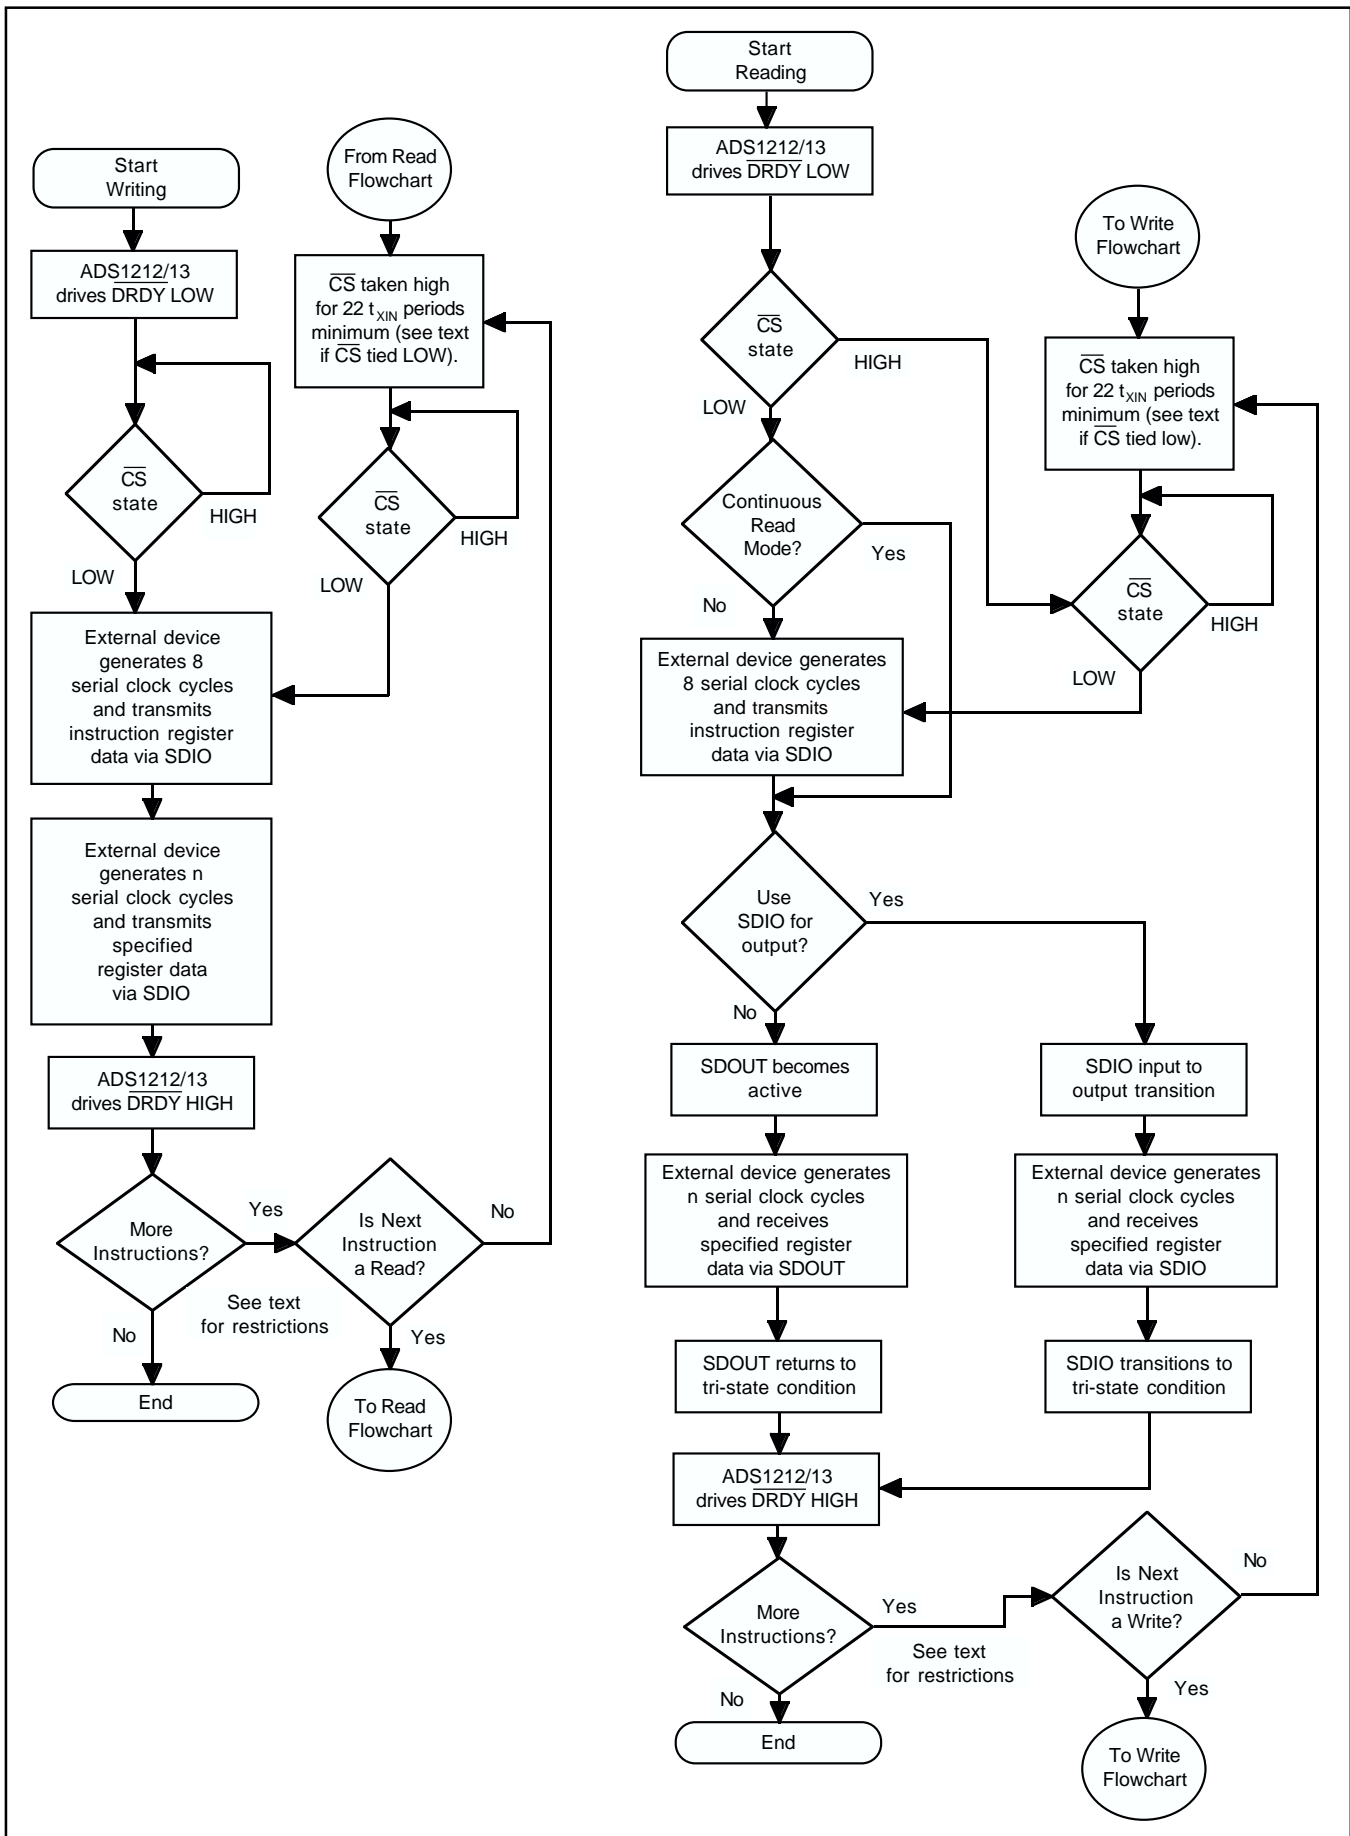 Start
Writing
ADS1212/13
drives DRDY LOW
CS
state
HIGH
LOW
External device
generates 8
serial clock cycles
and transmits
instruction register
data via SDIO
External device
generates n
serial clock cycles
and transmits
specified
register data
via SDIO
ADS1212/13
drives DRDY HIGH
More
Instructions?
Yes
See text
for restrictions
No
End
From Read
Flowchart
CS taken high
for 22 tXIN periods
minimum (see text
if CS tied LOW).
CS
state
HIGH
LOW
Is Next
Instruction
a Read?
No
Yes
To Read
Flowchart
Start
Reading
ADS1212/13
drives DRDY LOW
CS
state
HIGH
LOW
Continuous
Read
Mode?
Yes
No
External device generates
8 serial clock cycles
and transmits
instruction register
data via SDIO
Use
SDIO for
output?
Yes
No
SDOUT becomes
active
External device generates
n serial clock cycles
and receives
specified register
data via SDOUT
SDOUT returns to
tri-state condition
ADS1212/13
drives DRDY HIGH
More
Instructions?
Yes
See text
for restrictions
No
End
To Write
Flowchart
CS taken high
for 22 tXIN periods
minimum (see text
if CS tied low).
CS
state
HIGH
LOW
SDIO input to
output transition
External device generates
n serial clock cycles
and receives
specified register
data via SDIO
SDIO transitions to
tri-state condition
Is Next
Instruction
a Write?
No
Yes
To Write
Flowchart